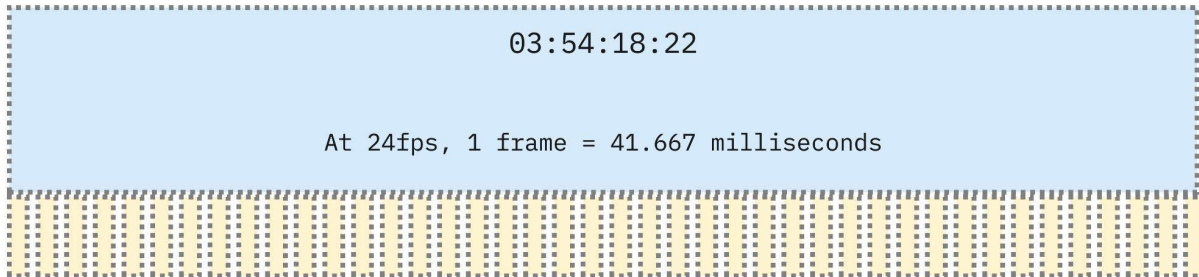 03:54:18:22
At 24fps, 1 frame = 41.667 milliseconds